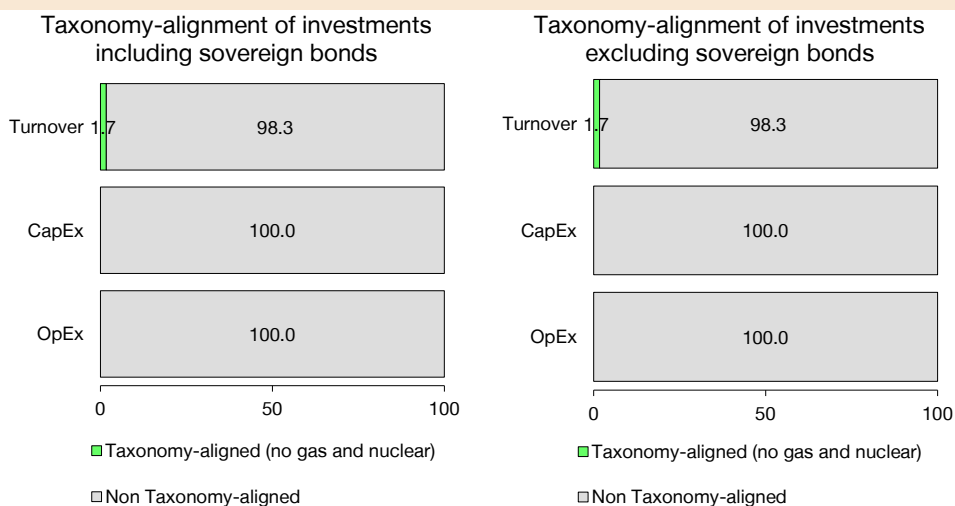 Taxonomy-alignment of investments
including sovereign bonds
Turnover 1.7 98.3
CapEx 100.0
OpEx 100.0
0 50 100
Taxonomy-aligned (no gas and nuclear)
Non Taxonomy-aligned
Taxonomy-alignment of investments
excluding sovereign bonds
Turnover 1.7 98.3
CapEx 100.0
OpEx 100.0
0 50 100
Taxonomy-aligned (no gas and nuclear)
Non Taxonomy-aligned